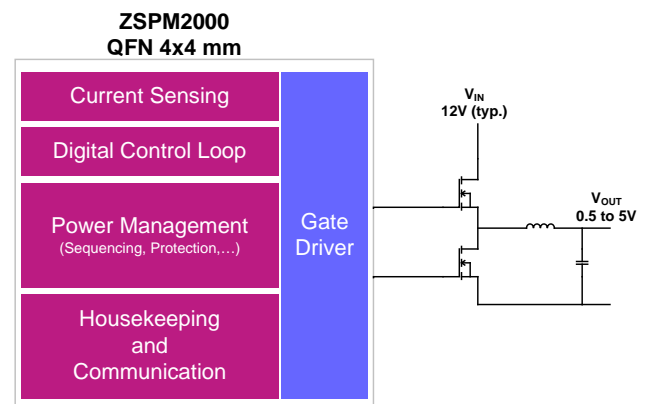 ZSPM2000
QFN 4x4 mm
Current Sensing
Digital Control Loop
Power Management
(Sequencing, Protection,…)
Housekeeping
and
Communication
Gate
Driver
VIN
12V (typ.)
VOUT
0.5 to 5V